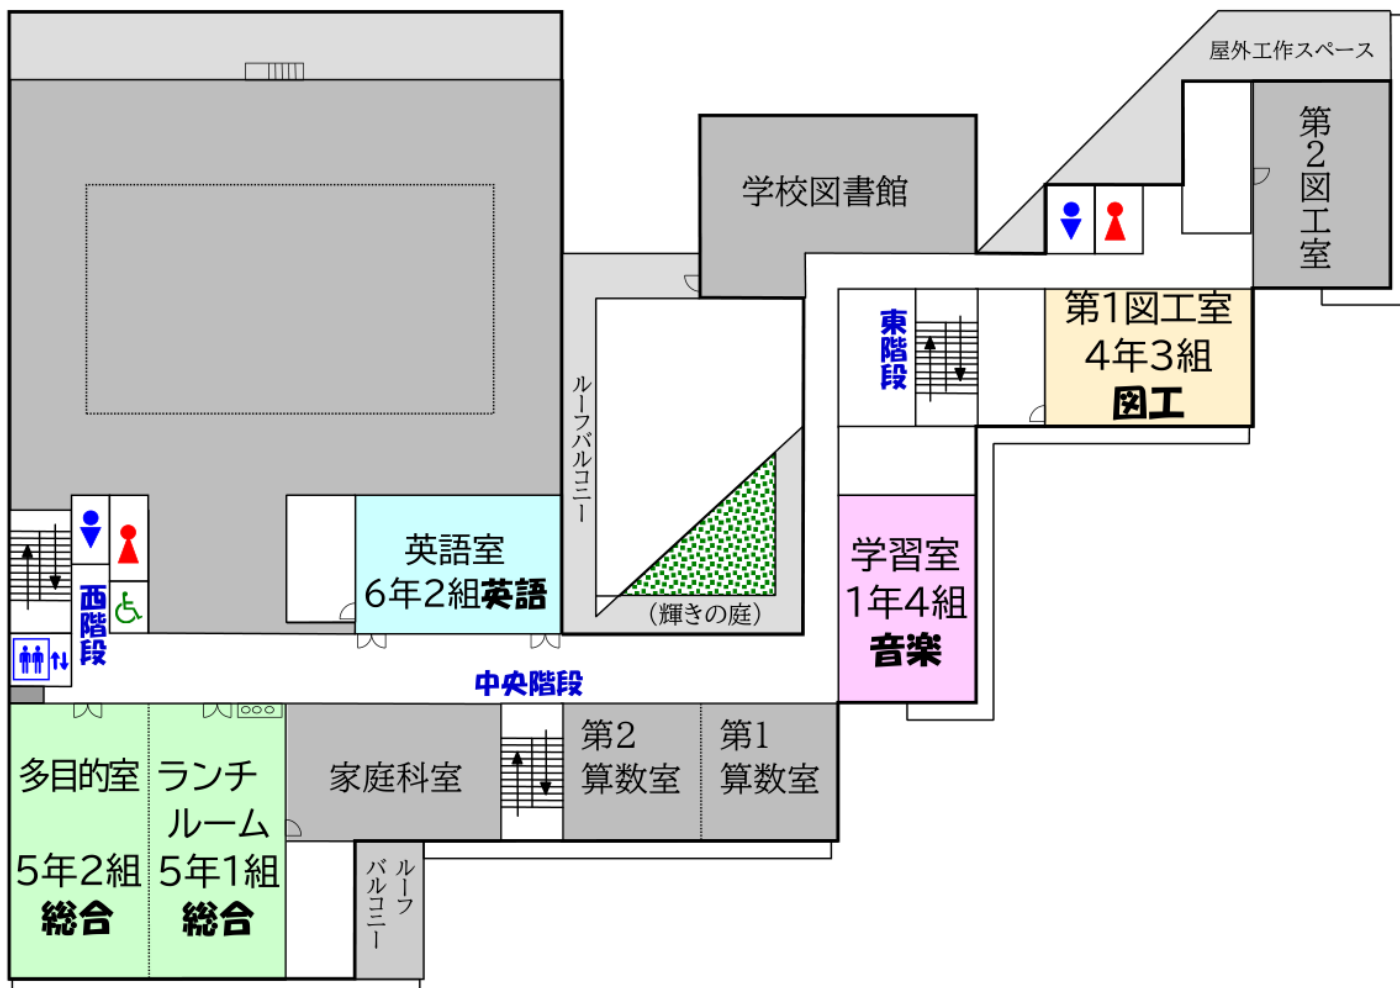 屋外工作スペース
第2図工室
学校図書館
第1図工室
4年3組
図工
東階段
ルーフバルコニー
英語室
6年2組英語
(輝きの庭)
学習室
1年4組
音楽
西階段
中央階段
多目的室
5年2組
総合
ランチ
ルーム
5年1組
総合
家庭科室
第2
算数室
第1
算数室
ルーフ
バルコニー